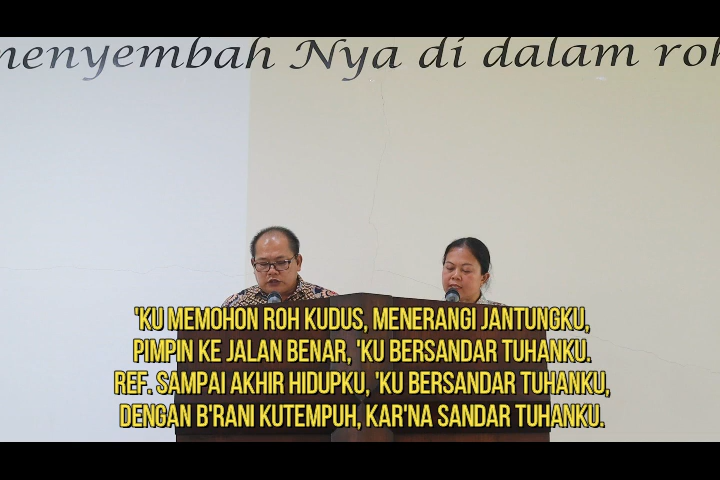 menyembah Nya di dalam roh
'KU MEMOHON ROH KUDUS, MENERANGI JANTUNGKU,
PIMPIN KE JALAN BENAR, 'KU BERSANDAR TUHANKU.
REF. SAMPAI AKHIR HIDUPKU, 'KU BERSANDAR TUHANKU,
DENGAN B'RANI KUTEMPUH, KAR'NA SANDAR TUHANKU.